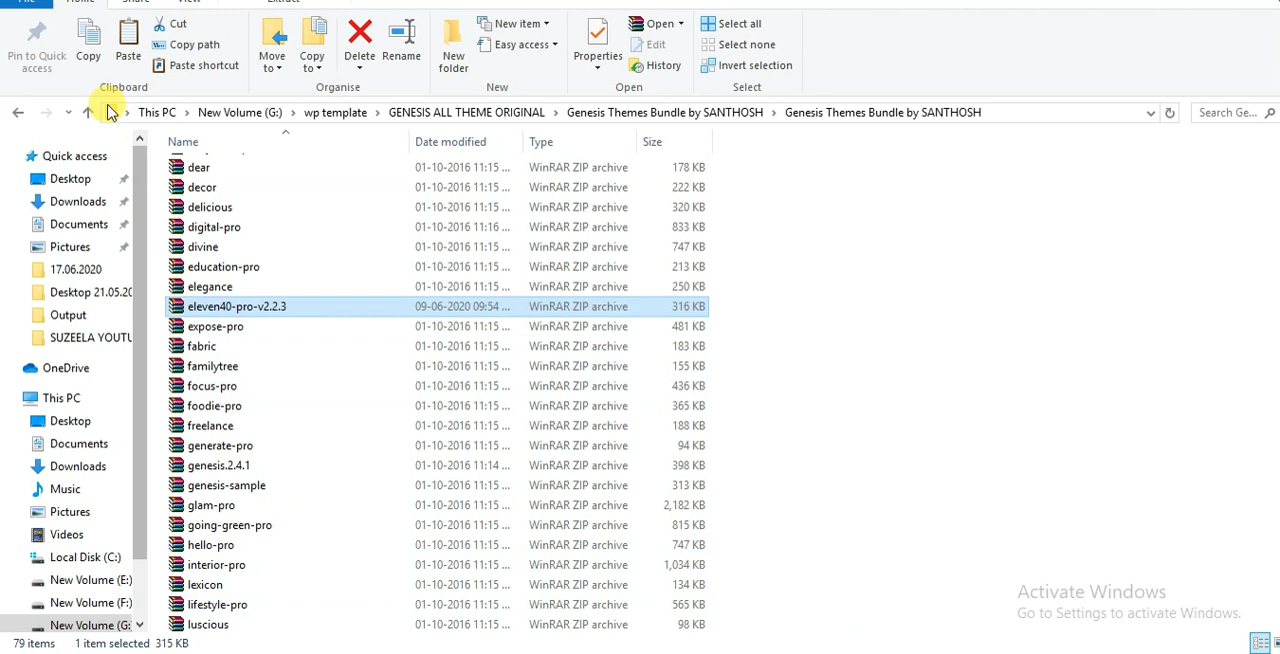 File Home Share View Extract
Pin to Quick access
Copy
Paste
Cut
Copy path
Paste shortcut
Clipboard
Move to
Copy to
Delete
Rename
Organise
New folder
New item
Easy access
New
Properties
Open
Edit
History
Open
Select all
Select none
Invert selection
Select
This PC › New Volume (G:) › wp template › GENESIS ALL THEME ORIGINAL › Genesis Themes Bundle by SANTHOSH › Genesis Themes Bundle by SANTHOSH
Search Ge...
Quick access
Desktop
Downloads
Documents
Pictures
17.06.2020
Desktop 21.05.20
Output
SUZEELA YOUTU
OneDrive
This PC
Desktop
Documents
Downloads
Music
Pictures
Videos
Local Disk (C:)
New Volume (E:)
New Volume (F:)
New Volume (G:
Name Date modified Type Size
dear 01-10-2016 11:15 ... WinRAR ZIP archive 178 KB
decor 01-10-2016 11:15 ... WinRAR ZIP archive 222 KB
delicious 01-10-2016 11:15 ... WinRAR ZIP archive 320 KB
digital-pro 01-10-2016 11:16 ... WinRAR ZIP archive 833 KB
divine 01-10-2016 11:15 ... WinRAR ZIP archive 747 KB
education-pro 01-10-2016 11:15 ... WinRAR ZIP archive 213 KB
elegance 01-10-2016 11:15 ... WinRAR ZIP archive 250 KB
eleven40-pro-v2.2.3 09-06-2020 09:54 ... WinRAR ZIP archive 316 KB
expose-pro 01-10-2016 11:15 ... WinRAR ZIP archive 481 KB
fabric 01-10-2016 11:15 ... WinRAR ZIP archive 183 KB
familytree 01-10-2016 11:15 ... WinRAR ZIP archive 155 KB
focus-pro 01-10-2016 11:15 ... WinRAR ZIP archive 436 KB
foodie-pro 01-10-2016 11:15 ... WinRAR ZIP archive 365 KB
freelance 01-10-2016 11:15 ... WinRAR ZIP archive 188 KB
generate-pro 01-10-2016 11:15 ... WinRAR ZIP archive 94 KB
genesis.2.4.1 01-10-2016 11:14 ... WinRAR ZIP archive 398 KB
genesis-sample 01-10-2016 11:15 ... WinRAR ZIP archive 313 KB
glam-pro 01-10-2016 11:15 ... WinRAR ZIP archive 2,182 KB
going-green-pro 01-10-2016 11:15 ... WinRAR ZIP archive 815 KB
hello-pro 01-10-2016 11:15 ... WinRAR ZIP archive 747 KB
interior-pro 01-10-2016 11:15 ... WinRAR ZIP archive 1,034 KB
lexicon 01-10-2016 11:15 ... WinRAR ZIP archive 134 KB
lifestyle-pro 01-10-2016 11:15 ... WinRAR ZIP archive 565 KB
luscious 01-10-2016 11:15 ... WinRAR ZIP archive 98 KB
Activate Windows
Go to Settings to activate Windows.
79 items 1 item selected 315 KB